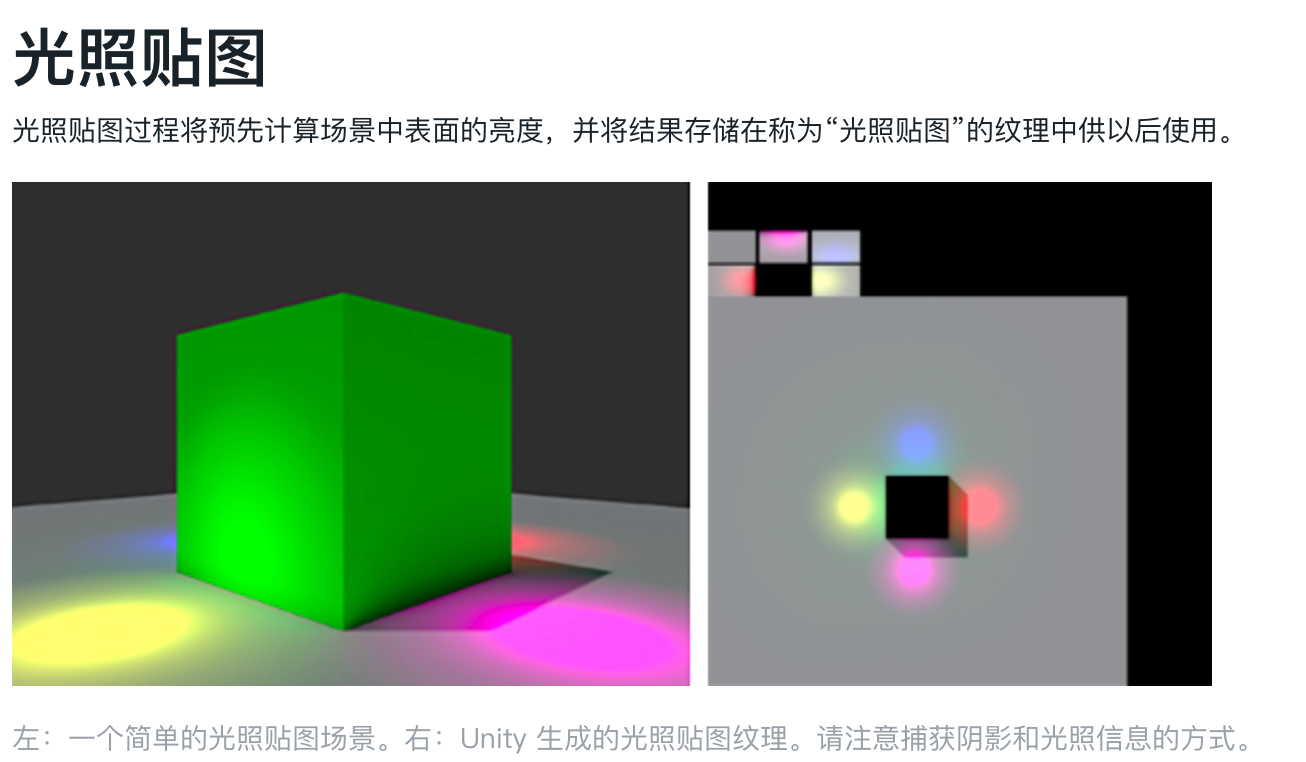 光照贴图
光照贴图过程将预先计算场景中表面的亮度，并将结果存储在称为“光照贴图”的纹理中供以后使用。
左：一个简单的光照贴图场景。右：Unity 生成的光照贴图纹理。请注意捕获阴影和光照信息的方式。